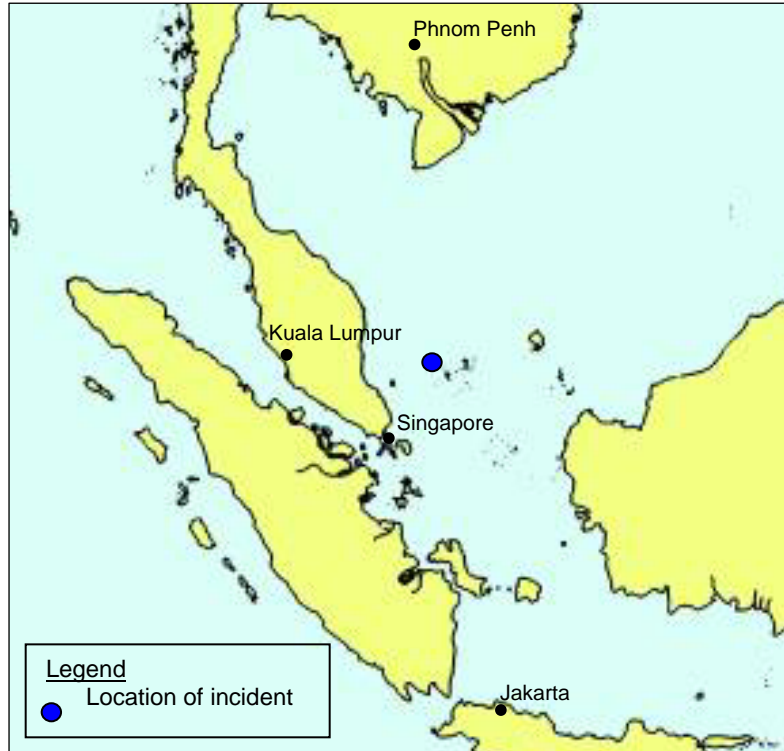 Phnom Penh
Kuala Lumpur
Singapore
Legend
Location of incident
Jakarta